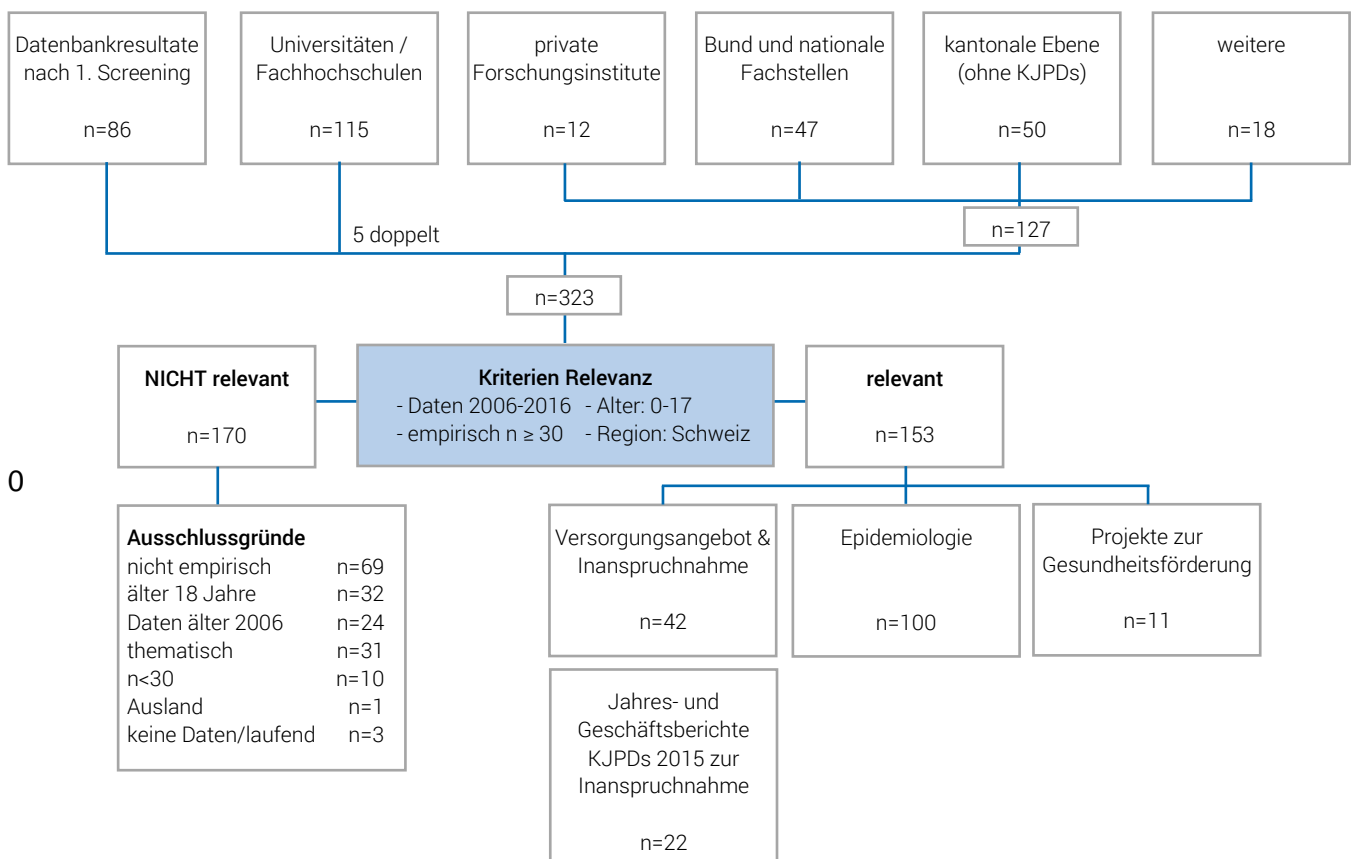 Datenbankresultate
nach 1. Screening
n=86
Universitäten /
Fachhochschulen
n=115
private
Forschungsinstitute
n=12
Bund und nationale
Fachstellen
n=47
kantonale Ebene
(ohne KJPDs)
n=50
weitere
n=18
n=127
5 doppelt
n=323
NICHT relevant
n=170
Kriterien Relevanz
- Daten 2006-2016 - Alter: 0-17
- empirisch n ≥ 30 - Region: Schweiz
relevant
n=153
0
Ausschlussgründe
nicht empirisch n=69
älter 18 Jahre n=32
Daten älter 2006 n=24
thematisch n=31
n<30 n=10
Ausland n=1
keine Daten/laufend n=3
Versorgungsangebot &
Inanspruchnahme
n=42
Epidemiologie
n=100
Projekte zur
Gesundheitsförderung
n=11
Jahres- und
Geschäftsberichte
KJPDs 2015 zur
Inanspruchnahme
n=22